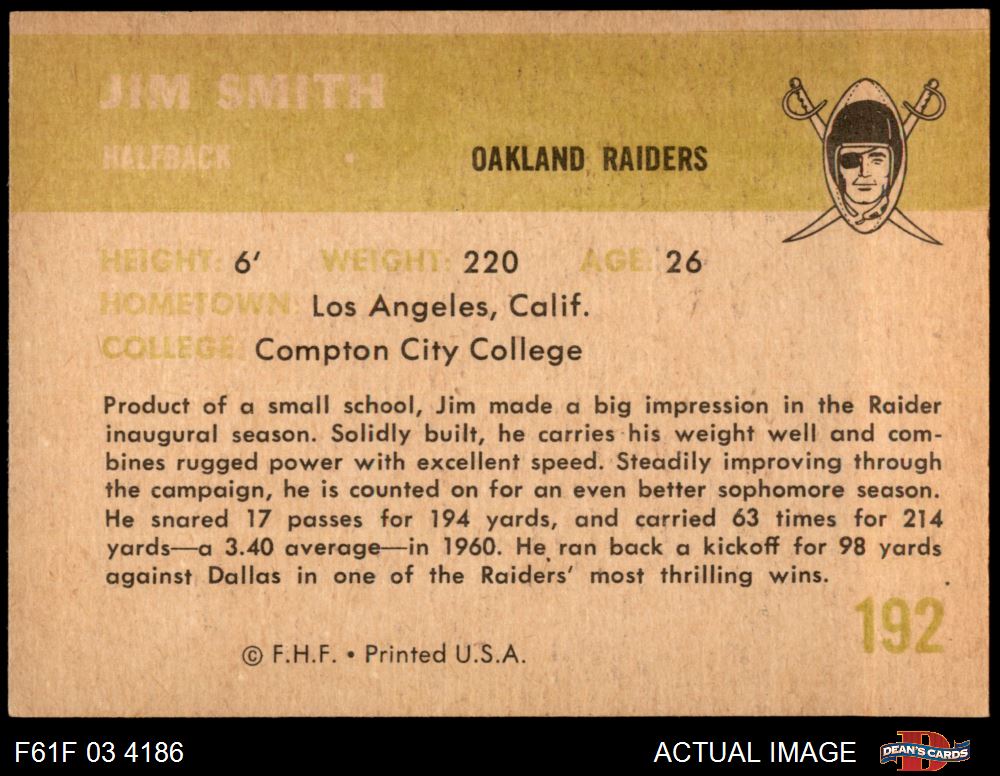 JIM SMITH
HALFBACK • OAKLAND RAIDERS
HEIGHT: 6' WEIGHT: 220 AGE: 26
HOMETOWN: Los Angeles, Calif.
COLLEGE: Compton City College
Product of a small school, Jim made a big impression in the Raider
inaugural season. Solidly built, he carries his weight well and com-
bines rugged power with excellent speed. Steadily improving through
the campaign, he is counted on for an even better sophomore season.
He snared 17 passes for 194 yards, and carried 63 times for 214
yards—a 3.40 average—in 1960. He ran back a kickoff for 98 yards
against Dallas in one of the Raiders' most thrilling wins.
192
© F.H.F. • Printed U.S.A.
F61F 03 4186 ACTUAL IMAGE D DEAN'S CARDS